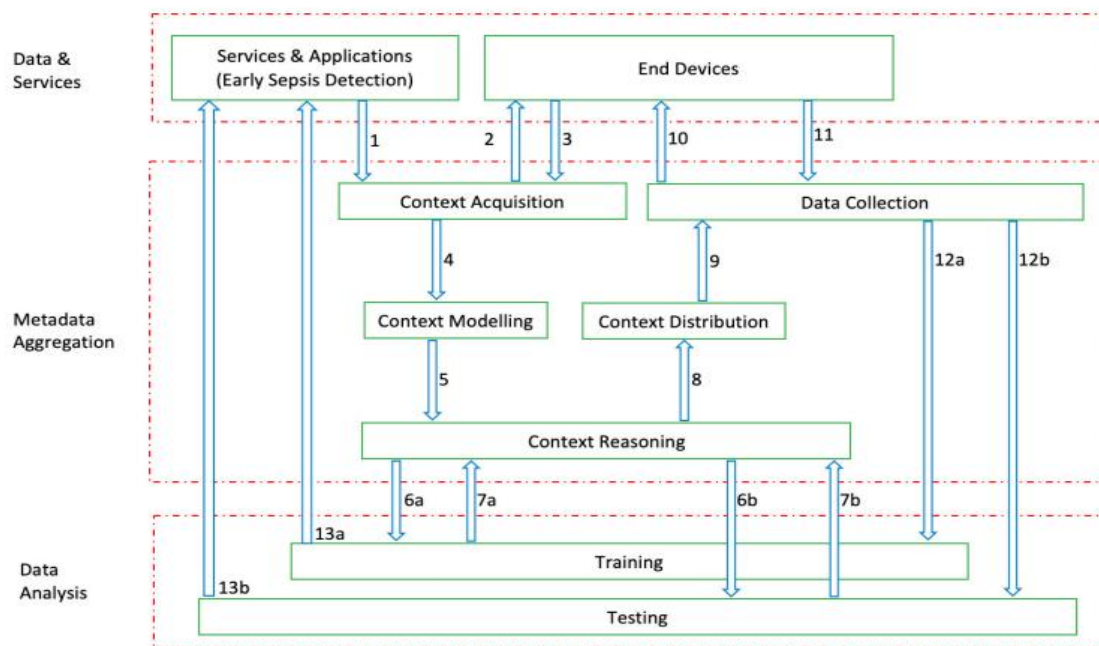 Data &
Services
Services & Applications
(Early Sepsis Detection)
End Devices
1
2
3
10
11
Context Acquisition
Data Collection
4
9
12a
12b
Metadata
Aggregation
Context Modelling
Context Distribution
5
8
Context Reasoning
6a
7a
6b
7b
13a
Data
Analysis
Training
13b
Testing